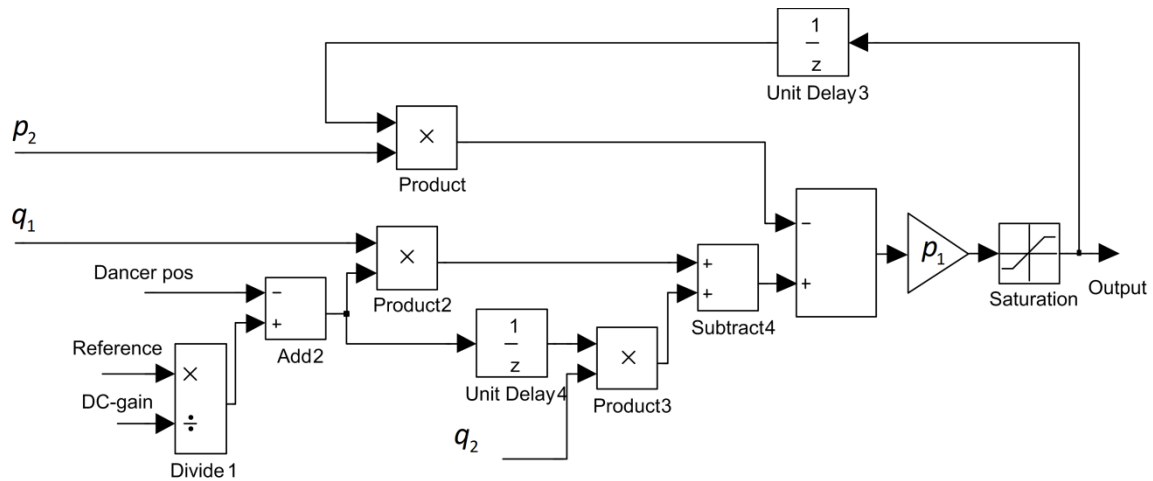 1
z
Unit Delay3
p2
×
Product
q1
×
Product2
Dancer pos
−
+
Add2
Reference
DC-gain
×
÷
Divide1
1
z
Unit Delay4
×
Product3
q2
+
+
Subtract4
−
+
p1
Saturation
Output